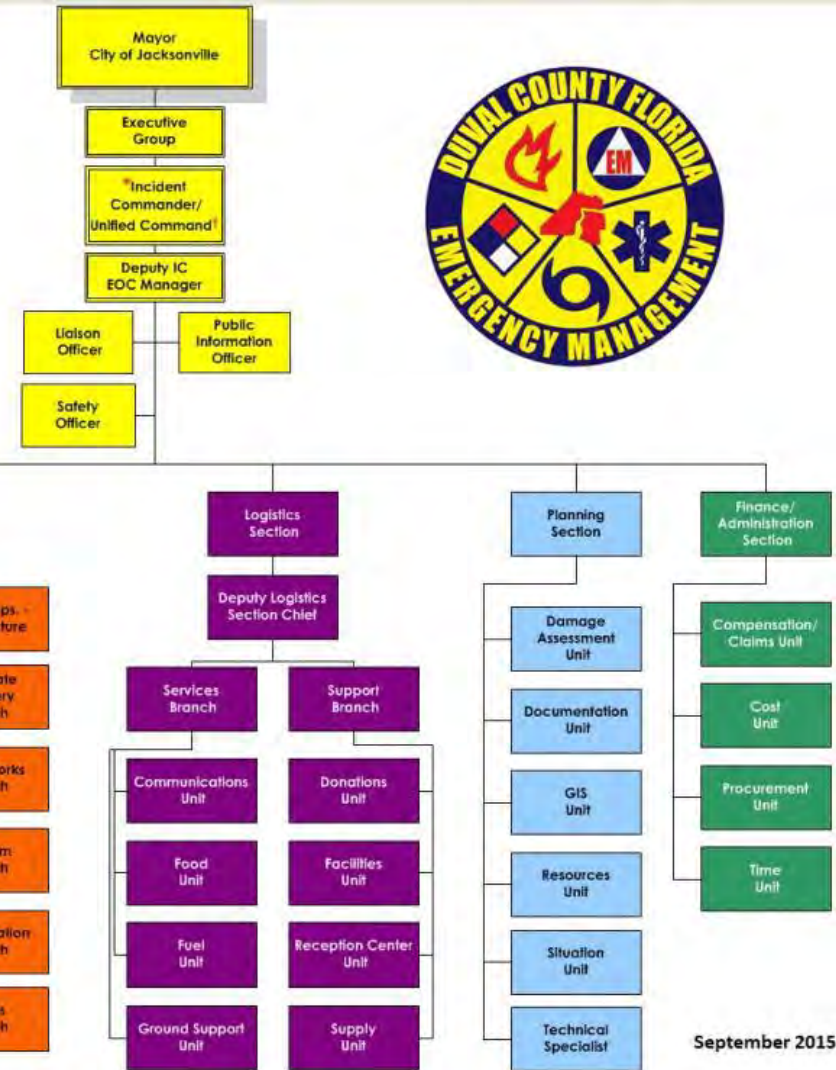 Mayor
City of Jacksonville
Executive
Group
*Incident
Commander/
Unified Command†
Deputy IC
EOC Manager
Liaison
Officer
Public
Information
Officer
Safety
Officer
DUVAL COUNTY FLORIDA
EM
EMERGENCY MANAGEMENT
Logistics
Section
Deputy Logistics
Section Chief
Services
Branch
Communications
Unit
Food
Unit
Fuel
Unit
Ground Support
Unit
Support
Branch
Donations
Unit
Facilities
Unit
Reception Center
Unit
Supply
Unit
Planning
Section
Damage
Assessment
Unit
Documentation
Unit
GIS
Unit
Resources
Unit
Situation
Unit
Technical
Specialist
Finance/
Administration
Section
Compensation/
Claims Unit
Cost
Unit
Procurement
Unit
Time
Unit
September 2015